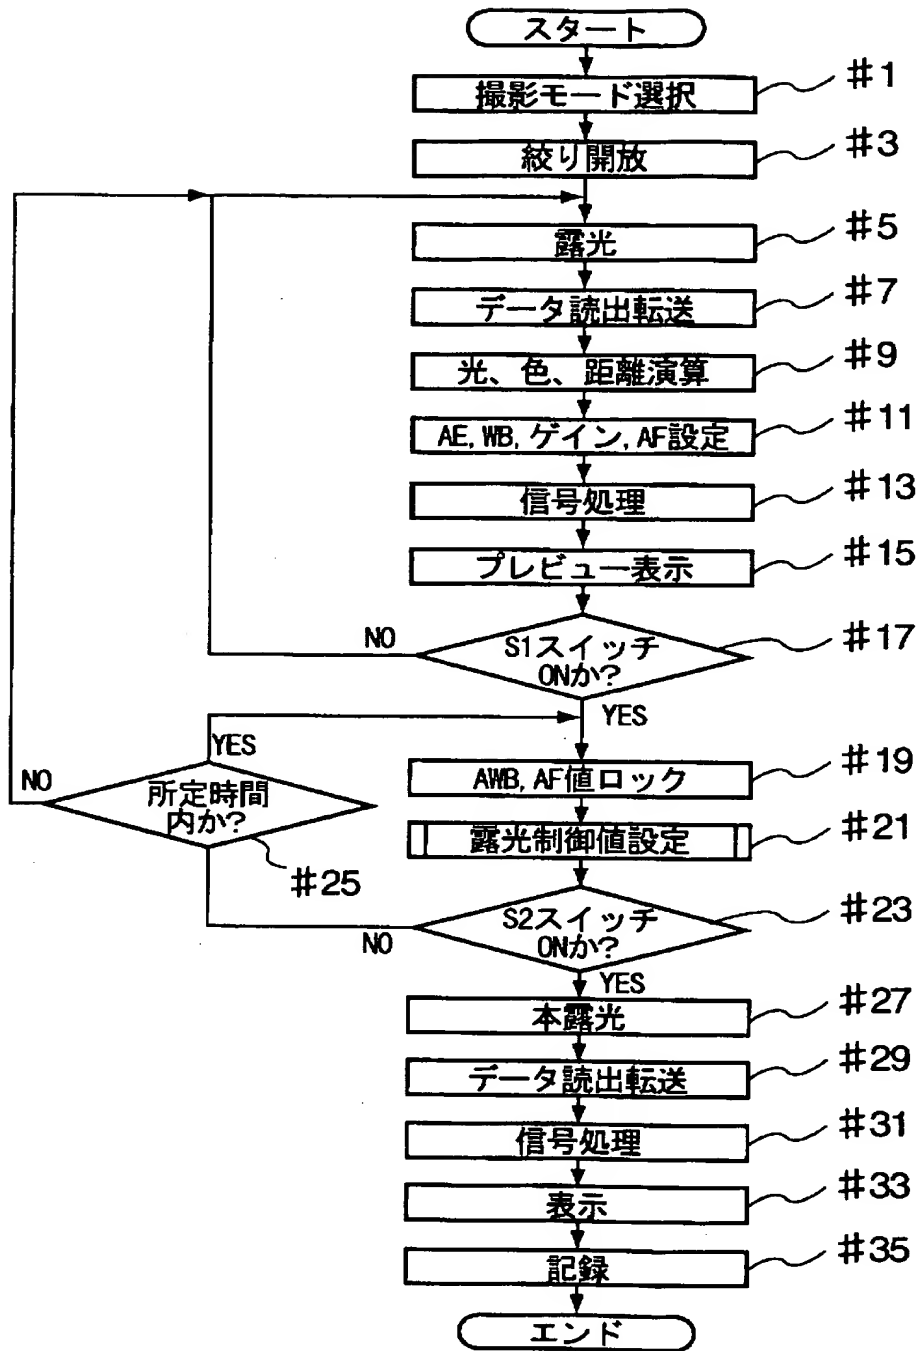 スタート
撮影モード選択
#1
絞り開放
#3
露光
#5
データ読出転送
#7
光、色、距離演算
#9
AE, WB, ゲイン, AF設定
#11
信号処理
#13
プレビュー表示
#15
S1スイッチ
ONか?
#17
NO
YES
AWB, AF値ロック
#19
YES
NO
所定時間
内か?
#25
露光制御値設定
#21
S2スイッチ
ONか?
#23
NO
YES
本露光
#27
データ読出転送
#29
信号処理
#31
表示
#33
記録
#35
エンド